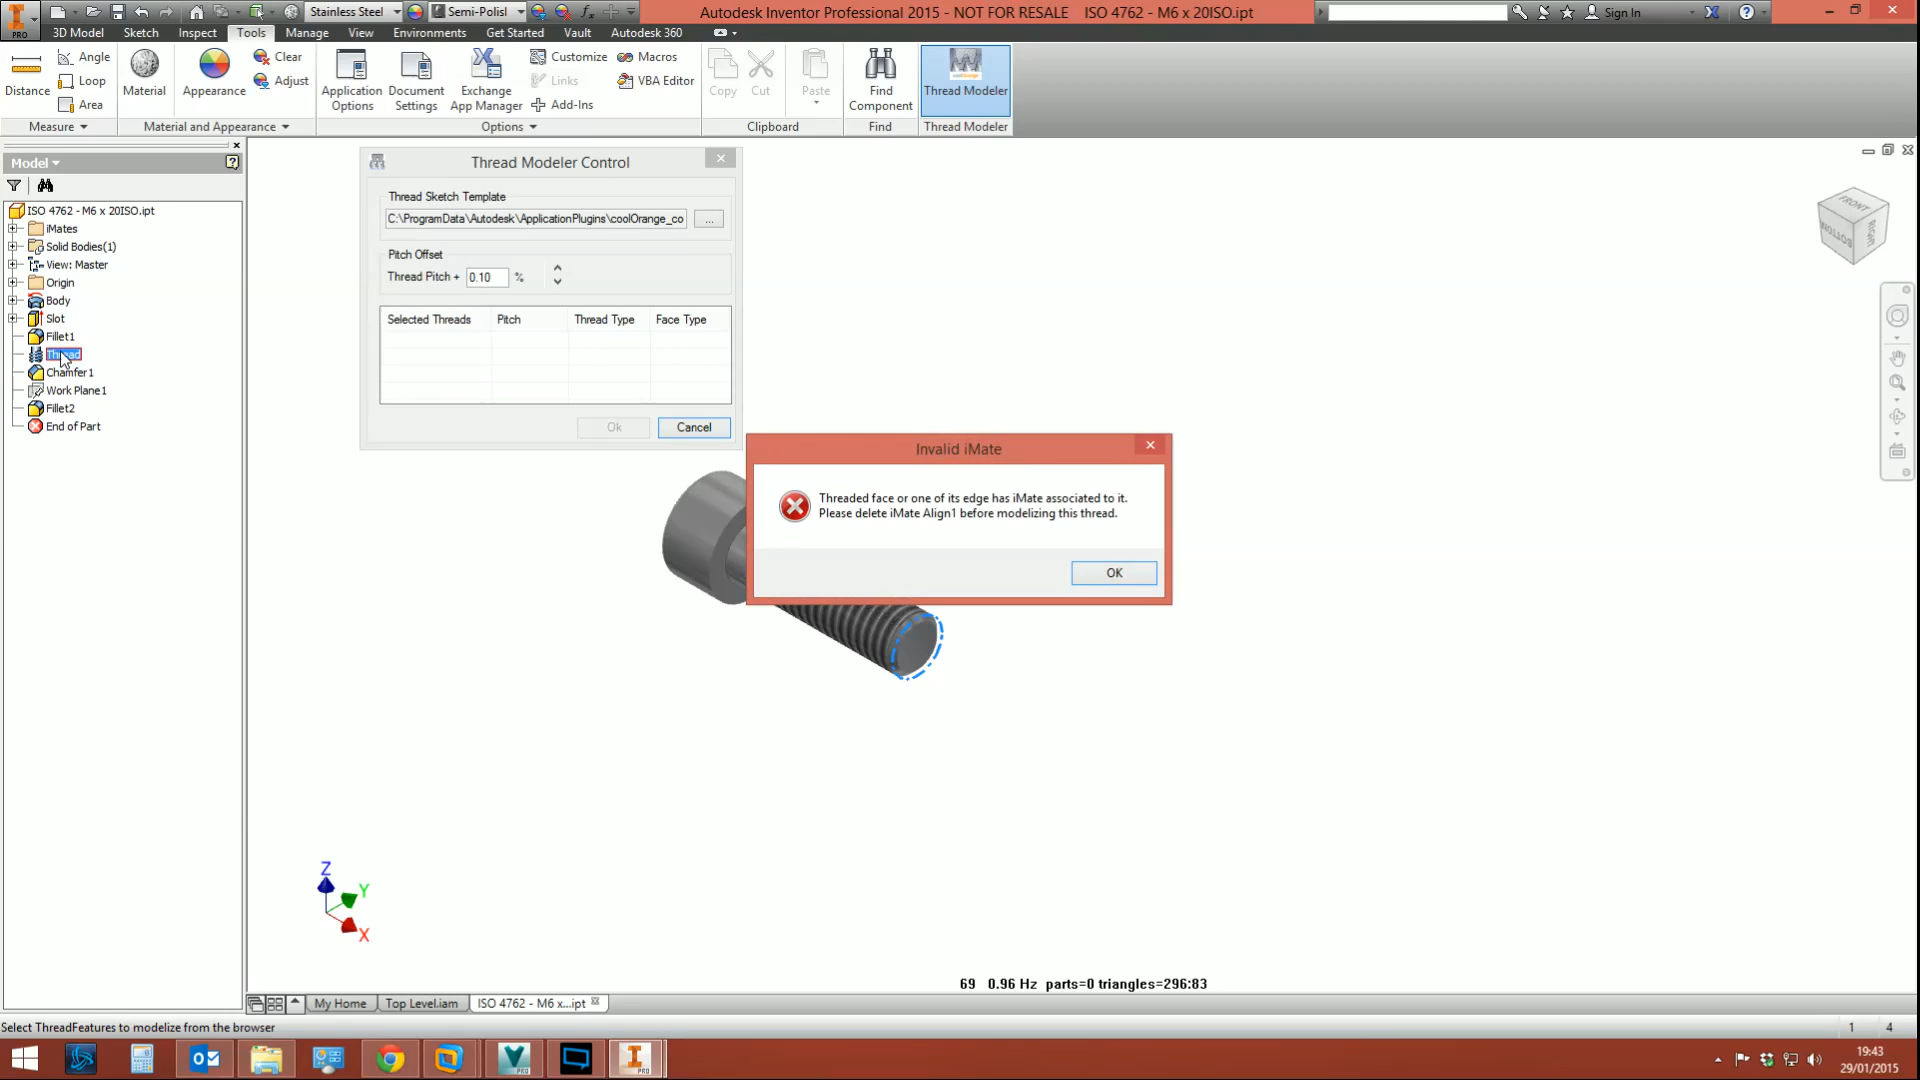 Stainless Steel
Semi-Polisl
Autodesk Inventor Professional 2015 - NOT FOR RESALE ISO 4762 - M6 x 20ISO.ipt
Sign In
PRO
3D Model
Sketch
Inspect
Tools
Manage
View
Environments
Get Started
Vault
Autodesk 360
Distance
Angle
Loop
Area
Material
Appearance
Clear
Adjust
Application
Options
Document
Settings
Exchange
App Manager
Customize
Links
Add-Ins
Macros
VBA Editor
Copy
Cut
Paste
Find
Component
Thread Modeler
Measure
Material and Appearance
Options
Clipboard
Find
Thread Modeler
Model
ISO 4762 - M6 x 20ISO.ipt
iMates
Solid Bodies(1)
View: Master
Origin
Body
Slot
Fillet1
Thread
Chamfer1
Work Plane1
Fillet2
End of Part
Thread Modeler Control
Thread Sketch Template
C:\ProgramData\Autodesk\ApplicationPlugins\coolOrange_co
...
Pitch Offset
Thread Pitch + 0.10 %
Selected Threads Pitch Thread Type Face Type
Ok Cancel
Invalid iMate
Threaded face or one of its edge has iMate associated to it.
Please delete iMate Align1 before modelizing this thread.
OK
FRONT
RIGHT
BOTTOM
Z
Y
X
69 0.96 Hz parts=0 triangles=296:83
My Home
Top Level.iam
ISO 4762 - M6 x...ipt
Select ThreadFeatures to modelize from the browser
1 4
19:43
29/01/2015